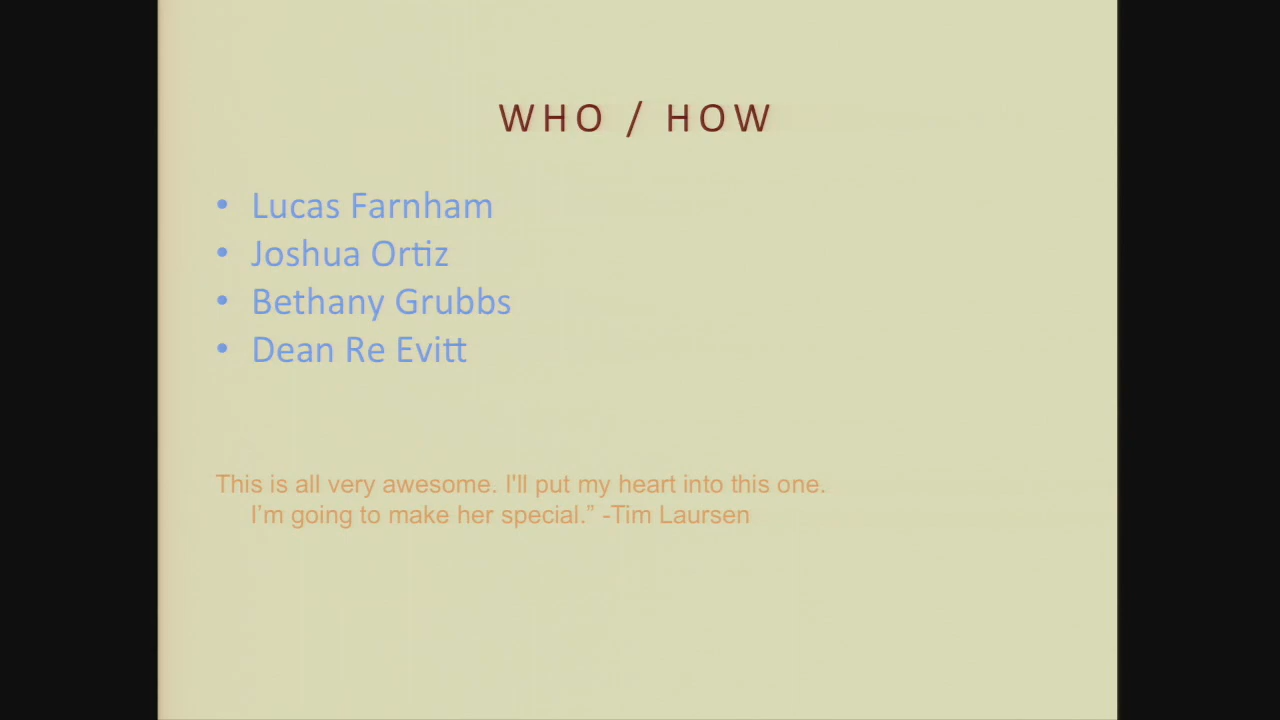 WHO / HOW
• Lucas Farnham
• Joshua Ortiz
• Bethany Grubbs
• Dean Re Evitt
This is all very awesome. I'll put my heart into this one.
I’m going to make her special.” -Tim Laursen